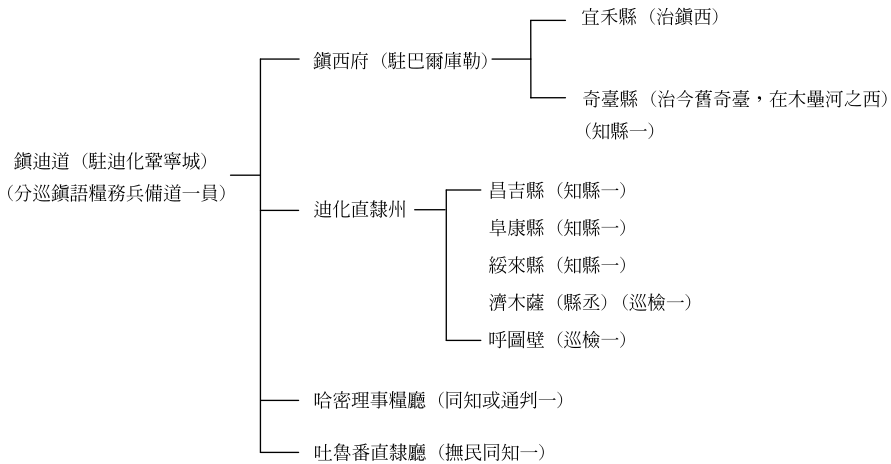 鎭迪道（駐迪化鞏寧城）
（分巡鎭語糧務兵備道一員）
鎭西府（駐巴爾庫勒）
宜禾縣（治鎭西）
奇臺縣（治今舊奇臺，在木壘河之西）
（知縣一）
迪化直隸州
昌吉縣（知縣一）
阜康縣（知縣一）
綏來縣（知縣一）
濟木薩（縣丞）（巡檢一）
呼圖壁（巡檢一）
哈密理事糧廳（同知或通判一）
吐魯番直隸廳（撫民同知一）